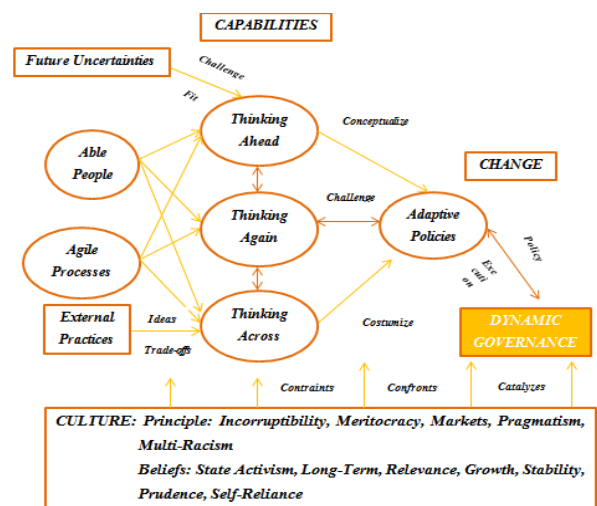 CAPABILITIES
Future Uncertainties
Challenge
Fit
Thinking
Ahead
Conceptualize
Able
People
CHANGE
Thinking
Again
Challenge
Adaptive
Policies
Agile
Processes
Policy
Exe
cuti
on
External
Practices
Ideas
Trade-offs
Thinking
Across
Costumize
DYNAMIC
GOVERNANCE
Contraints
Confronts
Catalyzes
CULTURE: Principle: Incorruptibility, Meritocracy, Markets, Pragmatism,
Multi-Racism
Beliefs: State Activism, Long-Term, Relevance, Growth, Stability,
Prudence, Self-Reliance